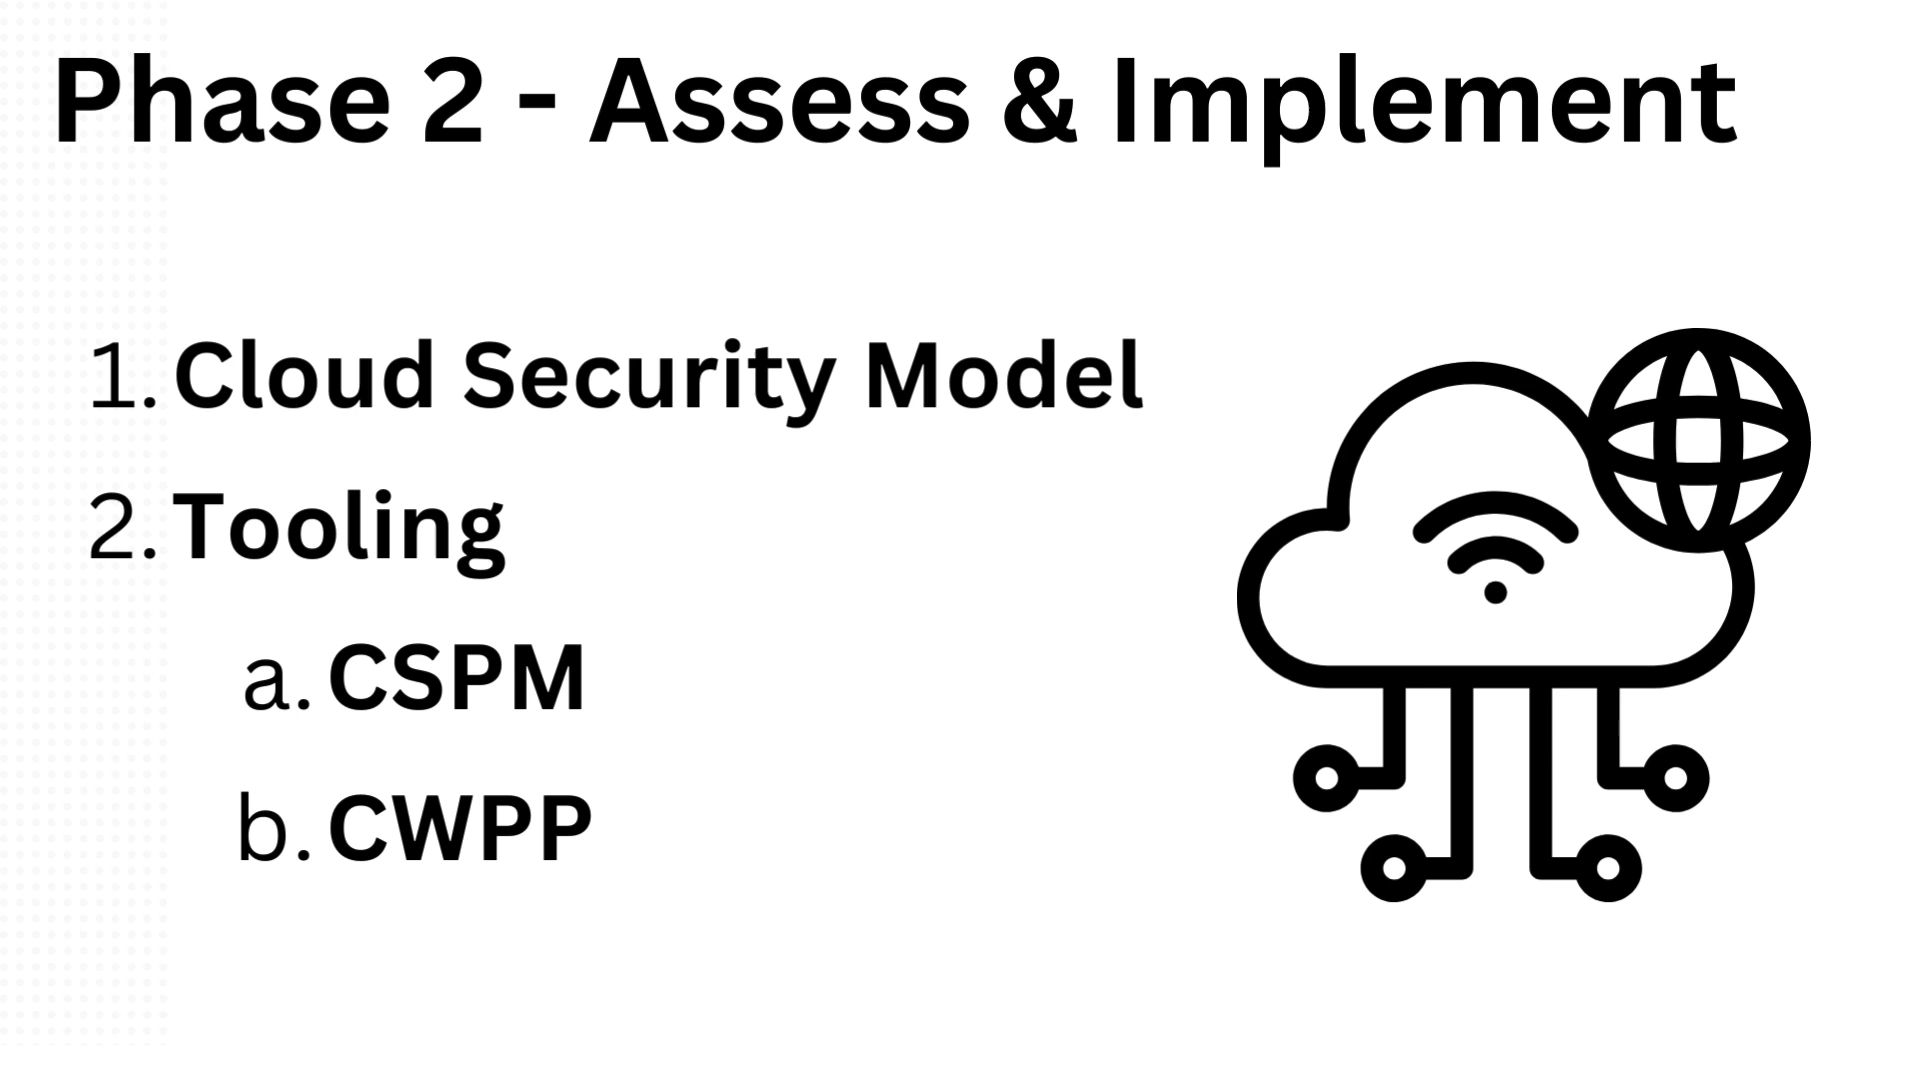 Phase 2 - Assess & Implement
1. Cloud Security Model
2. Tooling
a. CSPM
b. CWPP